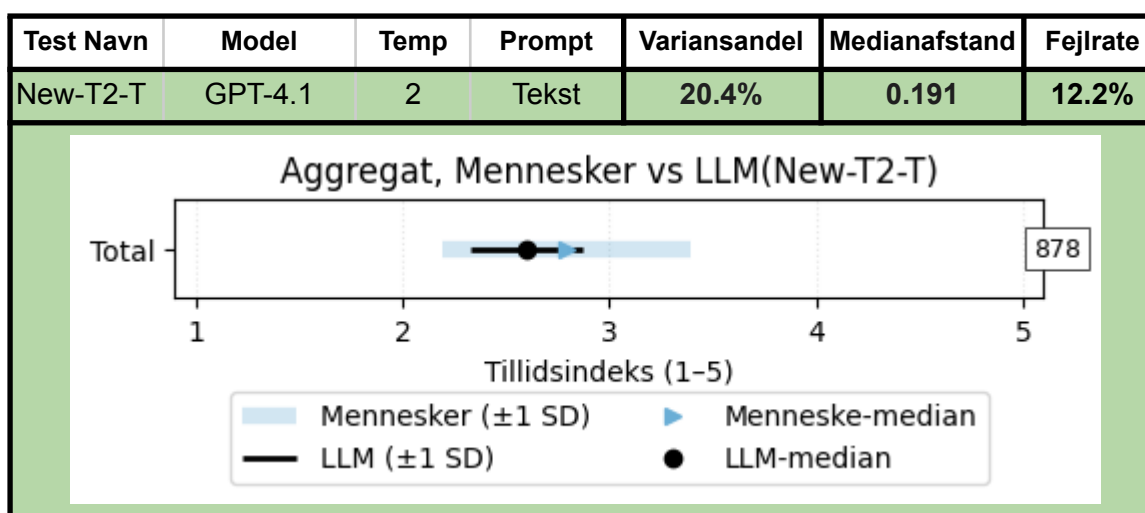 Test Navn Model Temp Prompt Variansandel Medianafstand Fejlrate
New-T2-T GPT-4.1 2 Tekst 20.4% 0.191 12.2%
Aggregat, Mennesker vs LLM(New-T2-T)
Total 878
1 2 3 4 5
Tillidsindeks (1–5)
Mennesker (±1 SD) Menneske-median
LLM (±1 SD) LLM-median